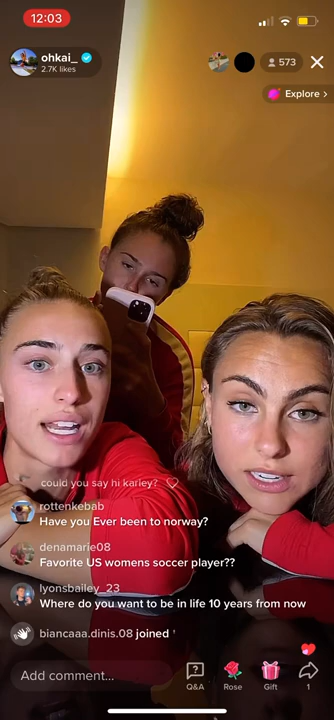 12:03
ohkai_
2.7K likes
573
Explore >
could you say hi karley?
rottenkebab
Have you Ever been to norway?
denamarie08
Favorite US womens soccer player??
lyonsbailey_23
Where do you want to be in life 10 years from now
biancaaa.dinis.08 joined
Add comment...
Q&A
Rose
Gift
1